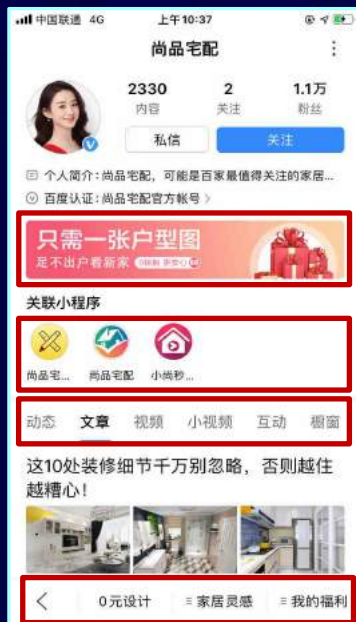 中国联通 4G 上午10:37
尚品宅配
2330 2 1.1万
内容 关注 粉丝
私信 关注
个人简介:尚品宅配,可能是百家最值得关注的家居...
百度认证:尚品宅配官方帐号
只需一张户型图
足不出户看新家
关联小程序
尚品宅... 尚品宅配 小尚秒...
动态 文章 视频 小视频 互动 橱窗
这10处装修细节千万别忽略,否则越住
越糟心!
0元设计 家居灵感 我的福利